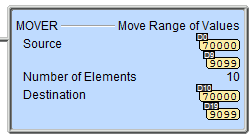 MOVER Move Range of Values
Source D0 70000
D9 9099
Number of Elements 10
Destination D10 70000
D19 9099